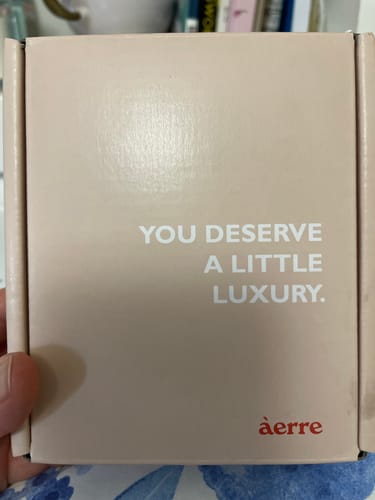 YOU DESERVE
A LITTLE
LUXURY.
àerre